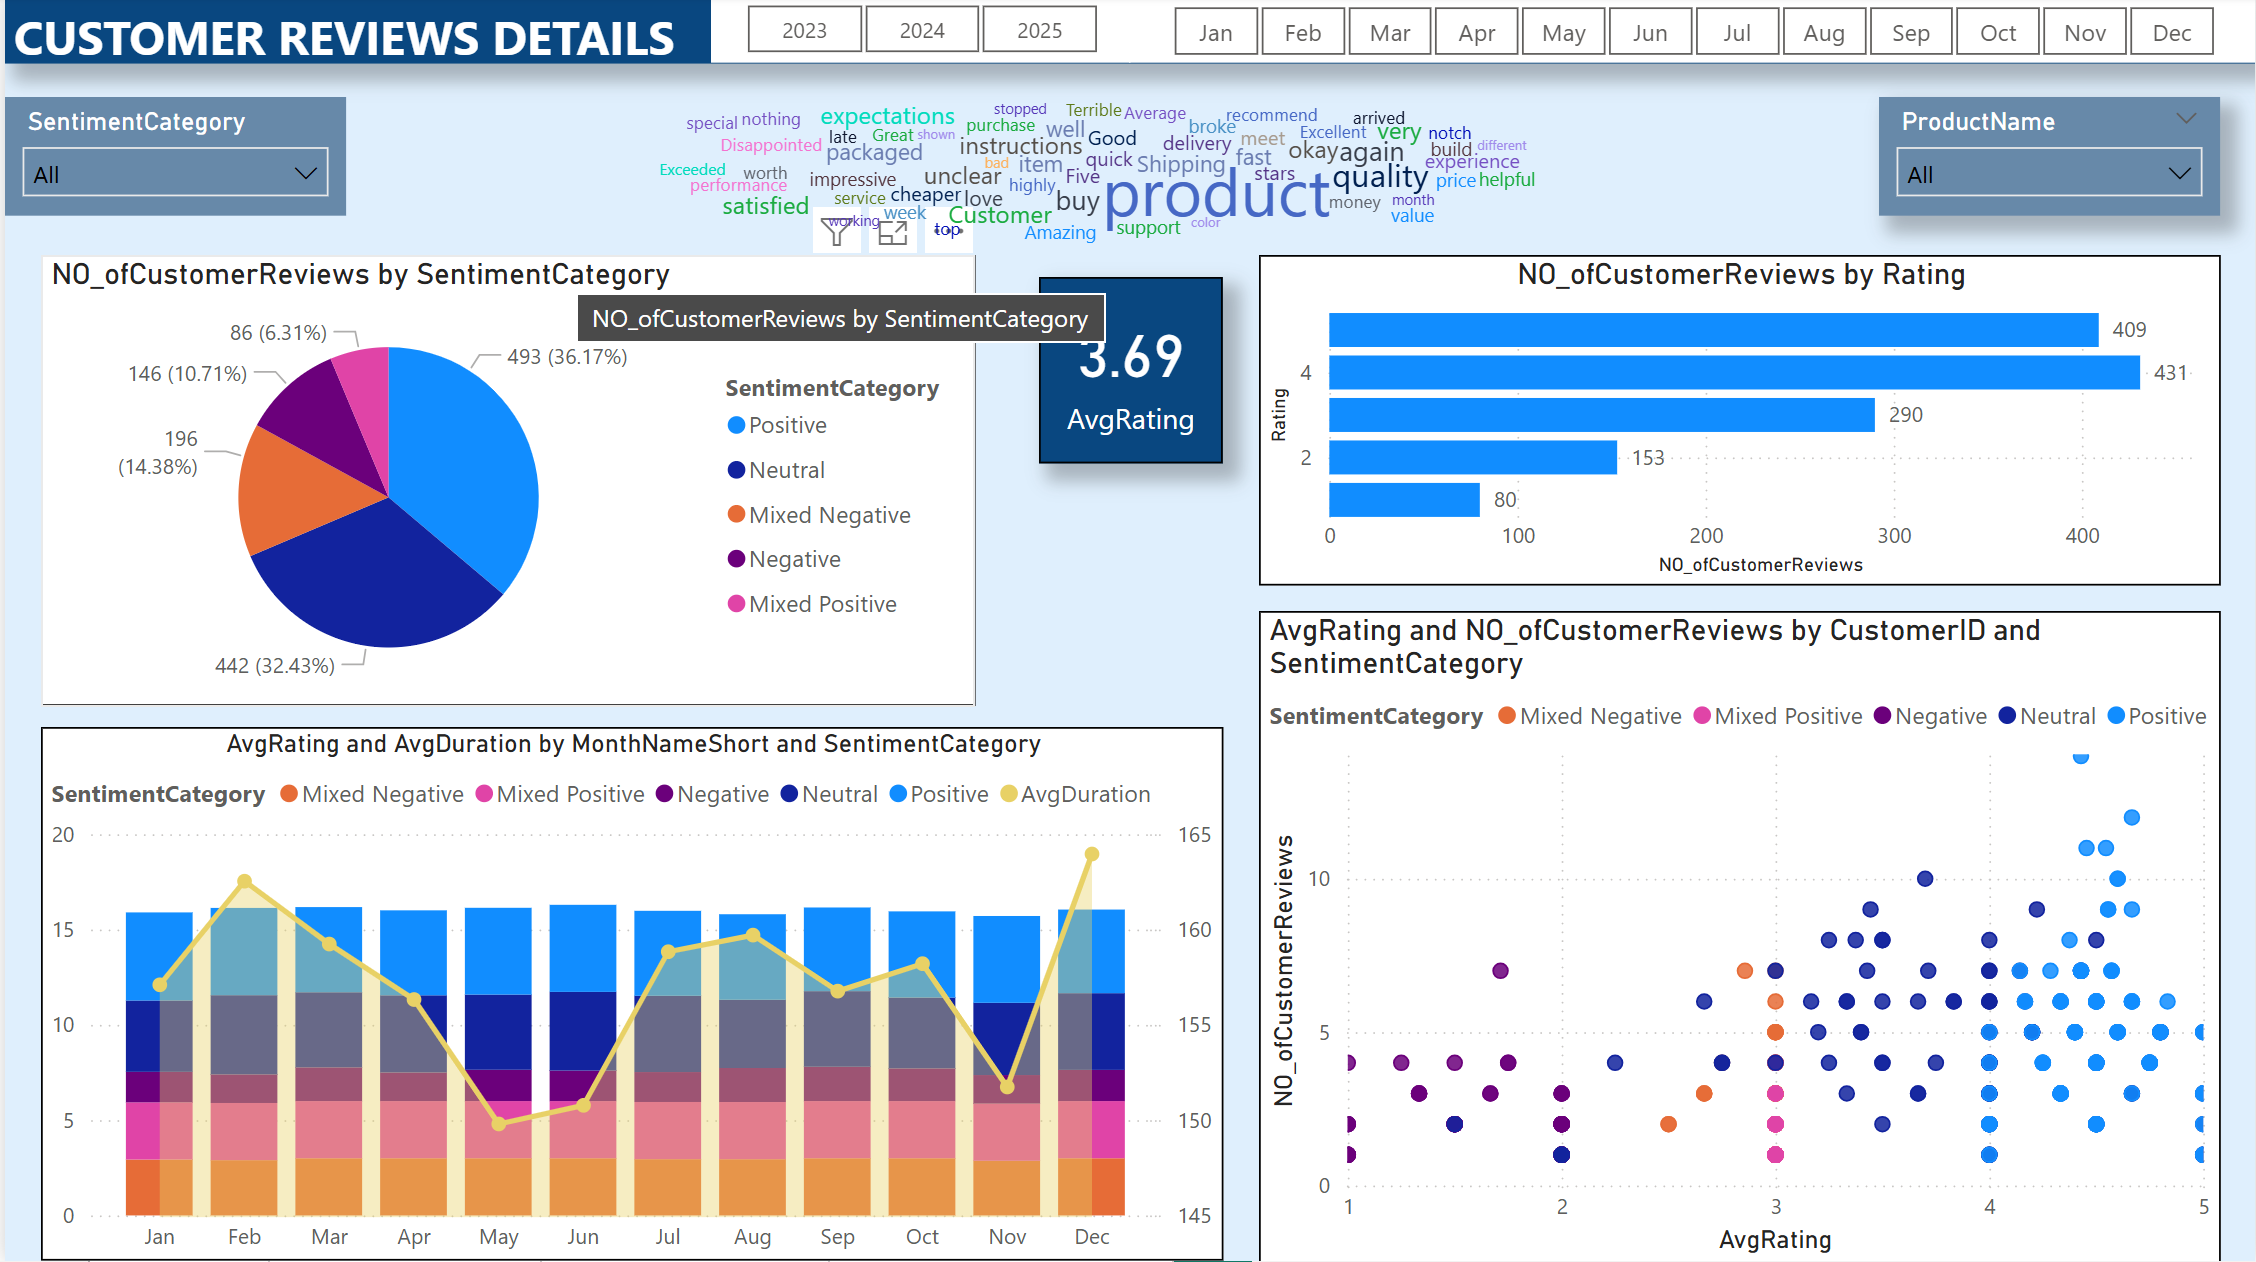 CUSTOMER REVIEWS DETAILS
2023 2024 2025
Jan Feb Mar Apr May Jun Jul Aug Sep Oct Nov Dec
SentimentCategory
All
stopped Terrible Average recommend arrived
special nothing expectations purchase well broke Excellent very notch
late Great shown instructions Good delivery meet okay again build different
Disappointed packaged bad item quick Shipping fast experience
Exceeded worth impressive unclear highly Five product stars quality price helpful
performance service cheaper love buy money month
satisfied working week Customer top Amazing support color value
ProductName
All
NO_ofCustomerReviews by SentimentCategory
NO_ofCustomerReviews by SentimentCategory
86 (6.31%)
493 (36.17%)
146 (10.71%)
196
(14.38%)
442 (32.43%)
SentimentCategory
Positive
Neutral
Mixed Negative
Negative
Mixed Positive
3.69
AvgRating
NO_ofCustomerReviews by Rating
Rating
409
4 431
290
2 153
80
0 100 200 300 400
NO_ofCustomerReviews
AvgRating and AvgDuration by MonthNameShort and SentimentCategory
SentimentCategory Mixed Negative Mixed Positive Negative Neutral Positive AvgDuration
20 165
15 160
10 155
5 150
0 145
Jan Feb Mar Apr May Jun Jul Aug Sep Oct Nov Dec
AvgRating and NO_ofCustomerReviews by CustomerID and
SentimentCategory
SentimentCategory Mixed Negative Mixed Positive Negative Neutral Positive
NO_ofCustomerReviews
10
5
0
1 2 3 4 5
AvgRating